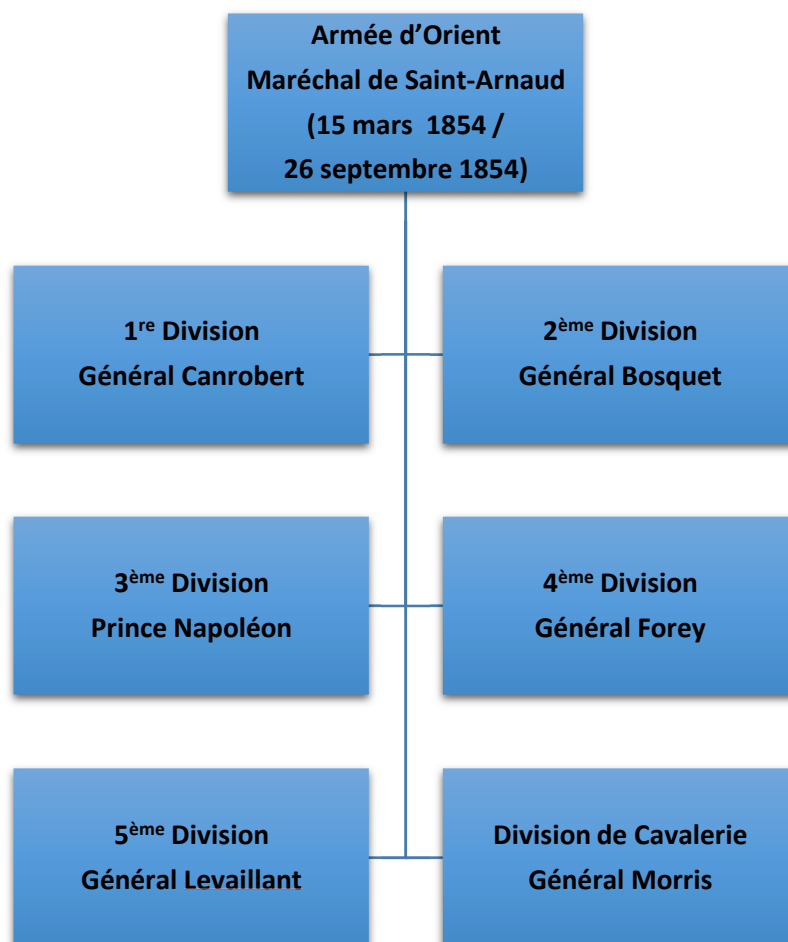 Armée d’Orient
Maréchal de Saint-Arnaud
(15 mars 1854 /
26 septembre 1854)
1re Division
Général Canrobert
2ème Division
Général Bosquet
3ème Division
Prince Napoléon
4ème Division
Général Forey
5ème Division
Général Levaillant
Division de Cavalerie
Général Morris